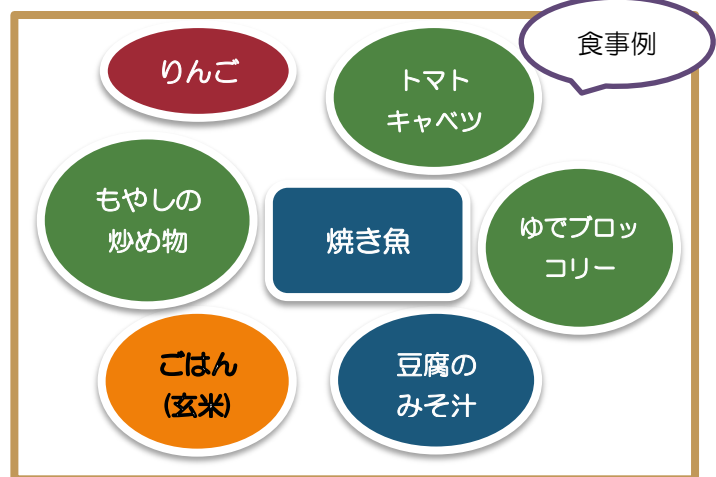 食事例
りんご
トマト
キャベツ
もやしの
炒め物
焼き魚
ゆでブロッ
コリー
ごはん
(玄米)
豆腐の
みそ汁